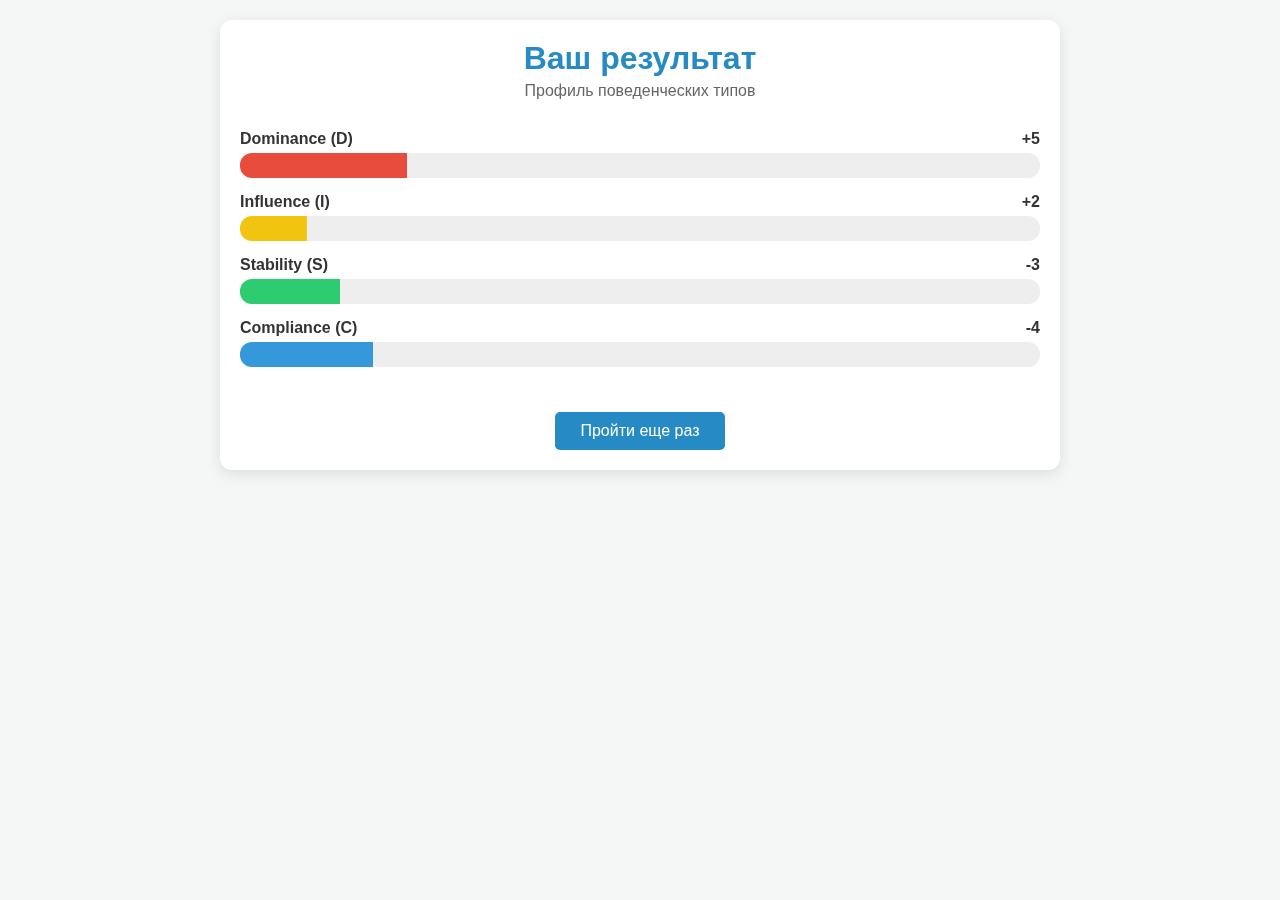 Ваш результат
Профиль поведенческих типов
Dominance (D) +5
Influence (I) +2
Stability (S) -3
Compliance (C) -4
Пройти еще раз